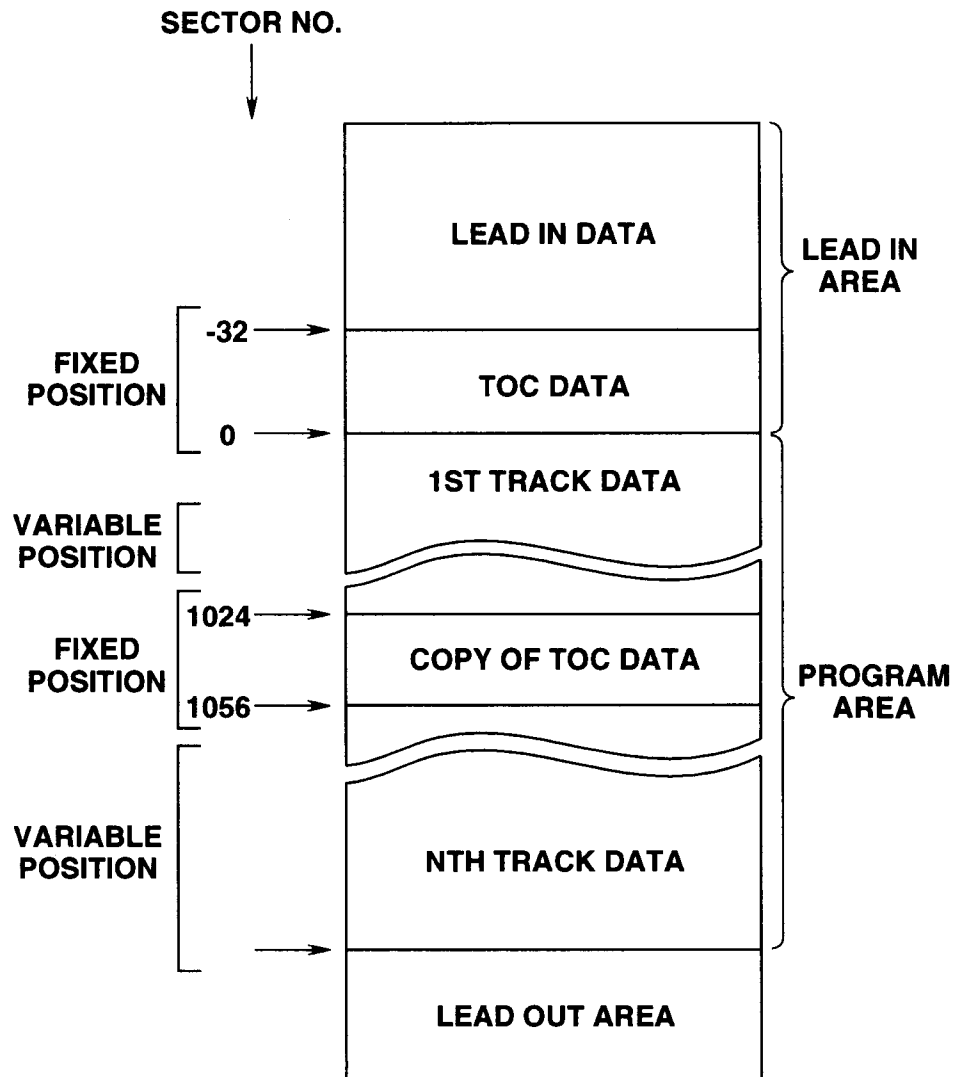 SECTOR NO.
LEAD IN DATA
LEAD IN
AREA
-32
FIXED
POSITION
TOC DATA
0
1ST TRACK DATA
VARIABLE
POSITION
1024
FIXED
POSITION
COPY OF TOC DATA
1056
PROGRAM
AREA
VARIABLE
POSITION
NTH TRACK DATA
LEAD OUT AREA